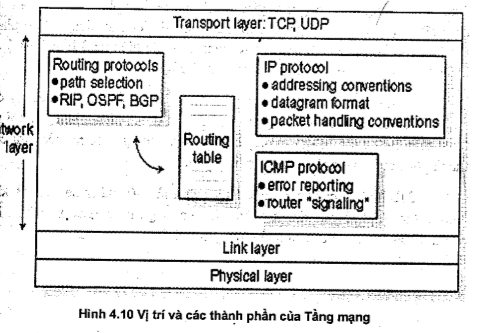 Transport layer: TCP, UDP
Routing protocols
● path selection
● RIP, OSPF, BGP
IP protocol
● addressing conventions
● datagram format
● packet handling conventions
twork
layer
Routing
table
ICMP protocol
● error reporting
● router "signaling"
Link layer
Physical layer
Hình 4.10 Vị trí và các thành phần của Tầng mạng